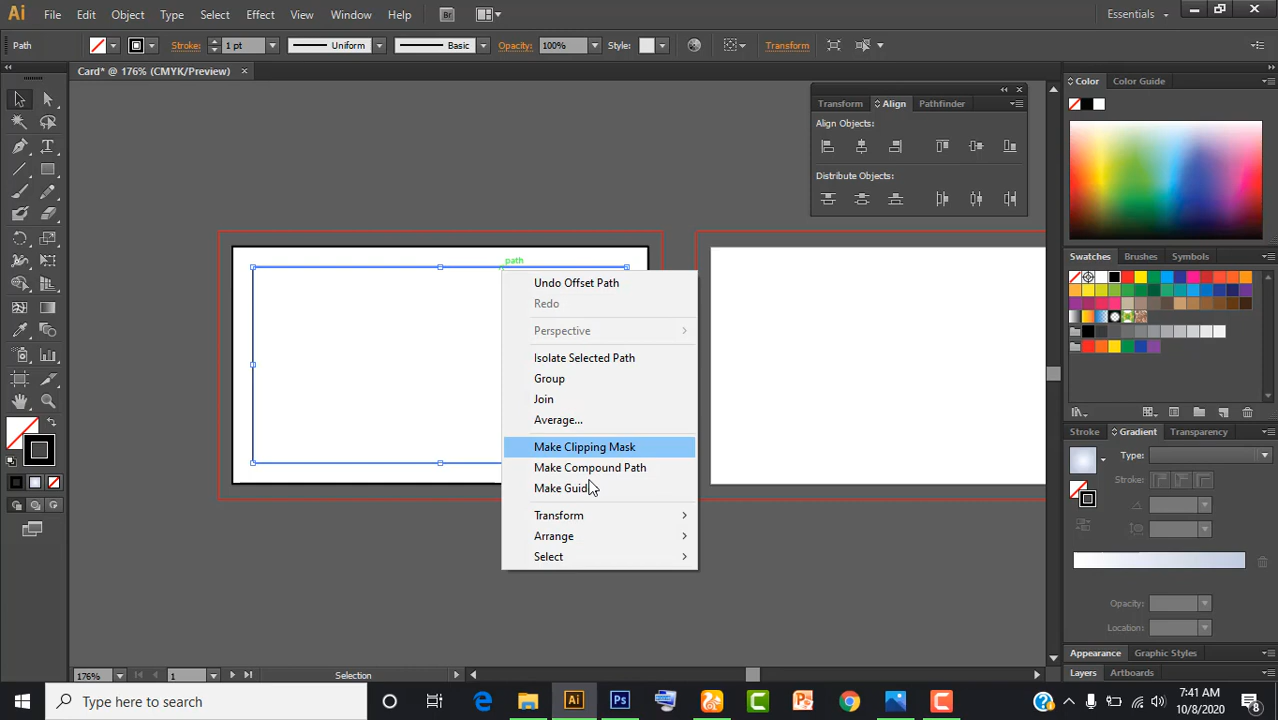 Ai File Edit Object Type Select Effect View Window Help Br Essentials
Path Stroke: 1 pt Uniform Basic Opacity: 100% Style: Transform
Card* @ 176% (CMYK/Preview)
Color Color Guide
Transform Align Pathfinder
Align Objects:
Distribute Objects:
path
Undo Offset Path
Redo
Perspective
Isolate Selected Path
Group
Join
Average...
Make Clipping Mask
Make Compound Path
Make Guid
Transform
Arrange
Select
Swatches Brushes Symbols
Stroke Gradient Transparency
Type:
Stroke:
Opacity:
Location:
Appearance Graphic Styles
Layers Artboards
176% 1 Selection
Type here to search
7:41 AM
10/8/2020